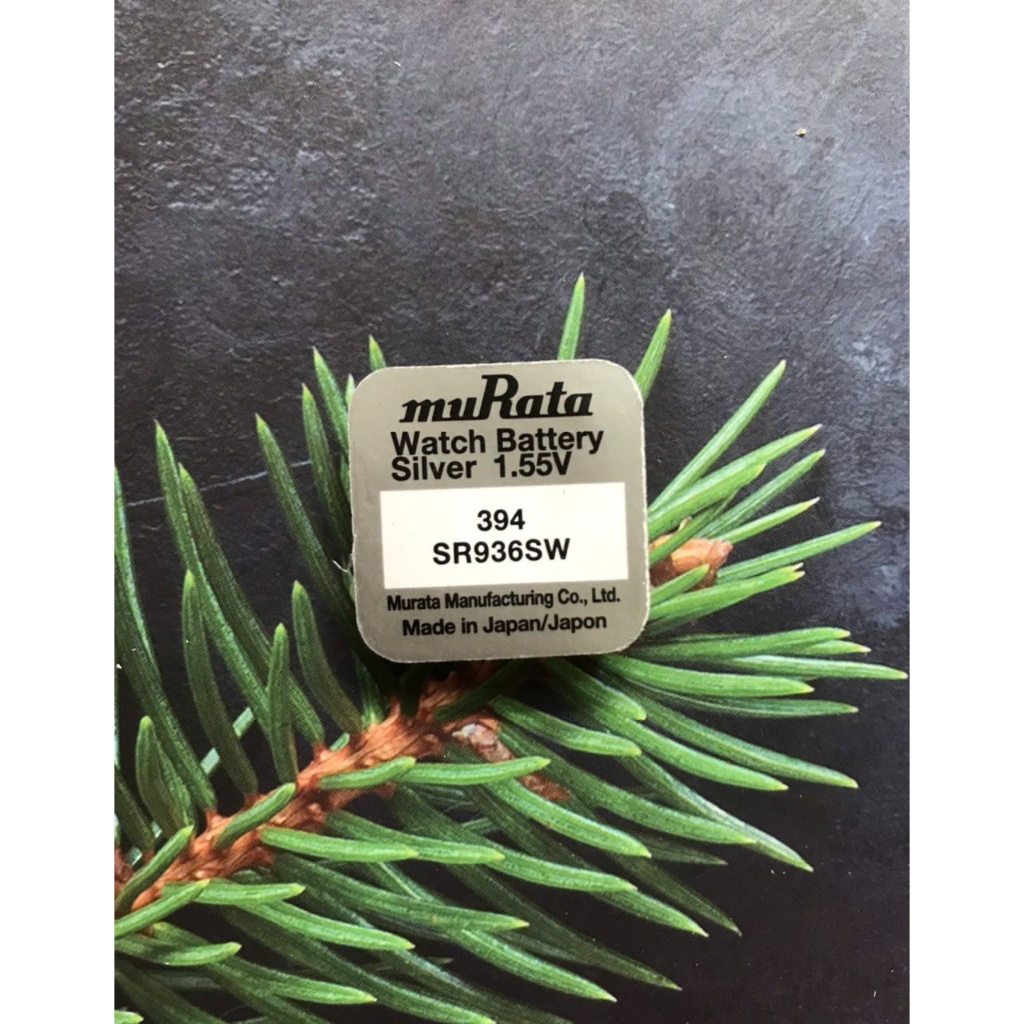 muRata
Watch Battery
Silver 1.55V
394
SR936SW
Murata Manufacturing Co., Ltd.
Made in Japan/Japon